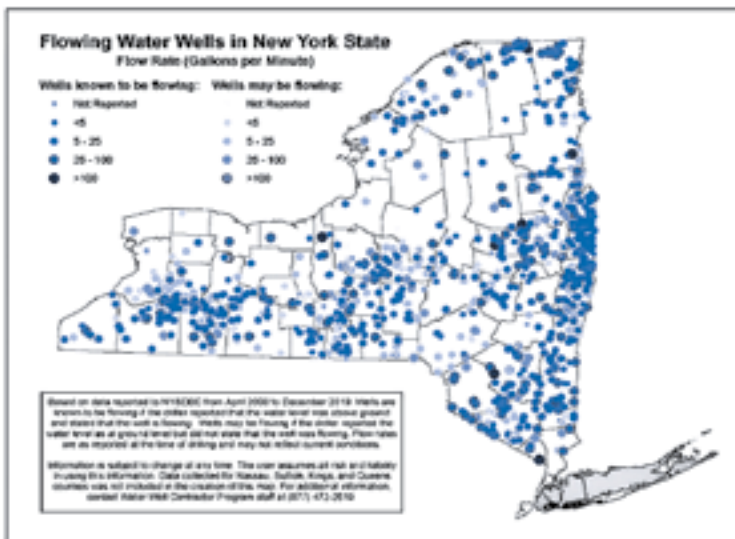 Flowing Water Wells in New York State
Flow Rate (Gallons per Minute)
Wells known to be flowing:
Not Reported
<5
5 - 25
25 - 100
>100
Wells may be flowing:
Not Reported
<5
5 - 25
25 - 100
>100
Based on data reported to NYSDEC from April 2000 to December 2019. Wells are
known to be flowing if the driller reported that the water level was above ground
and stated that the well is flowing. Wells may be flowing if the driller reported the
water level as at ground level but did not state that the well was flowing. Flow rates
are as reported at the time of drilling and may not reflect current conditions.
Information is subject to change at any time. The user assumes all risk and liability
in using this information. Data collected for Nassau, Suffolk, Kings, and Queens
counties was not included in the creation of this map. For additional information,
contact Water Well Contractor Program staff at (877)